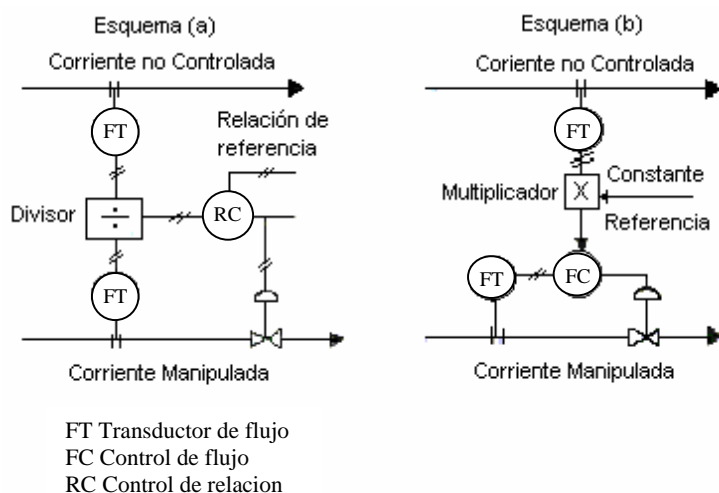 Esquema (a)
Corriente no Controlada
FT
Relación de
referencia
Divisor
÷
RC
FT
Corriente Manipulada
Esquema (b)
Coriente no Controlada
FT
Constante
Multiplicador
X
Referencia
FT
FC
Corriente Manipulada
FT Transductor de flujo
FC Control de flujo
RC Control de relacion